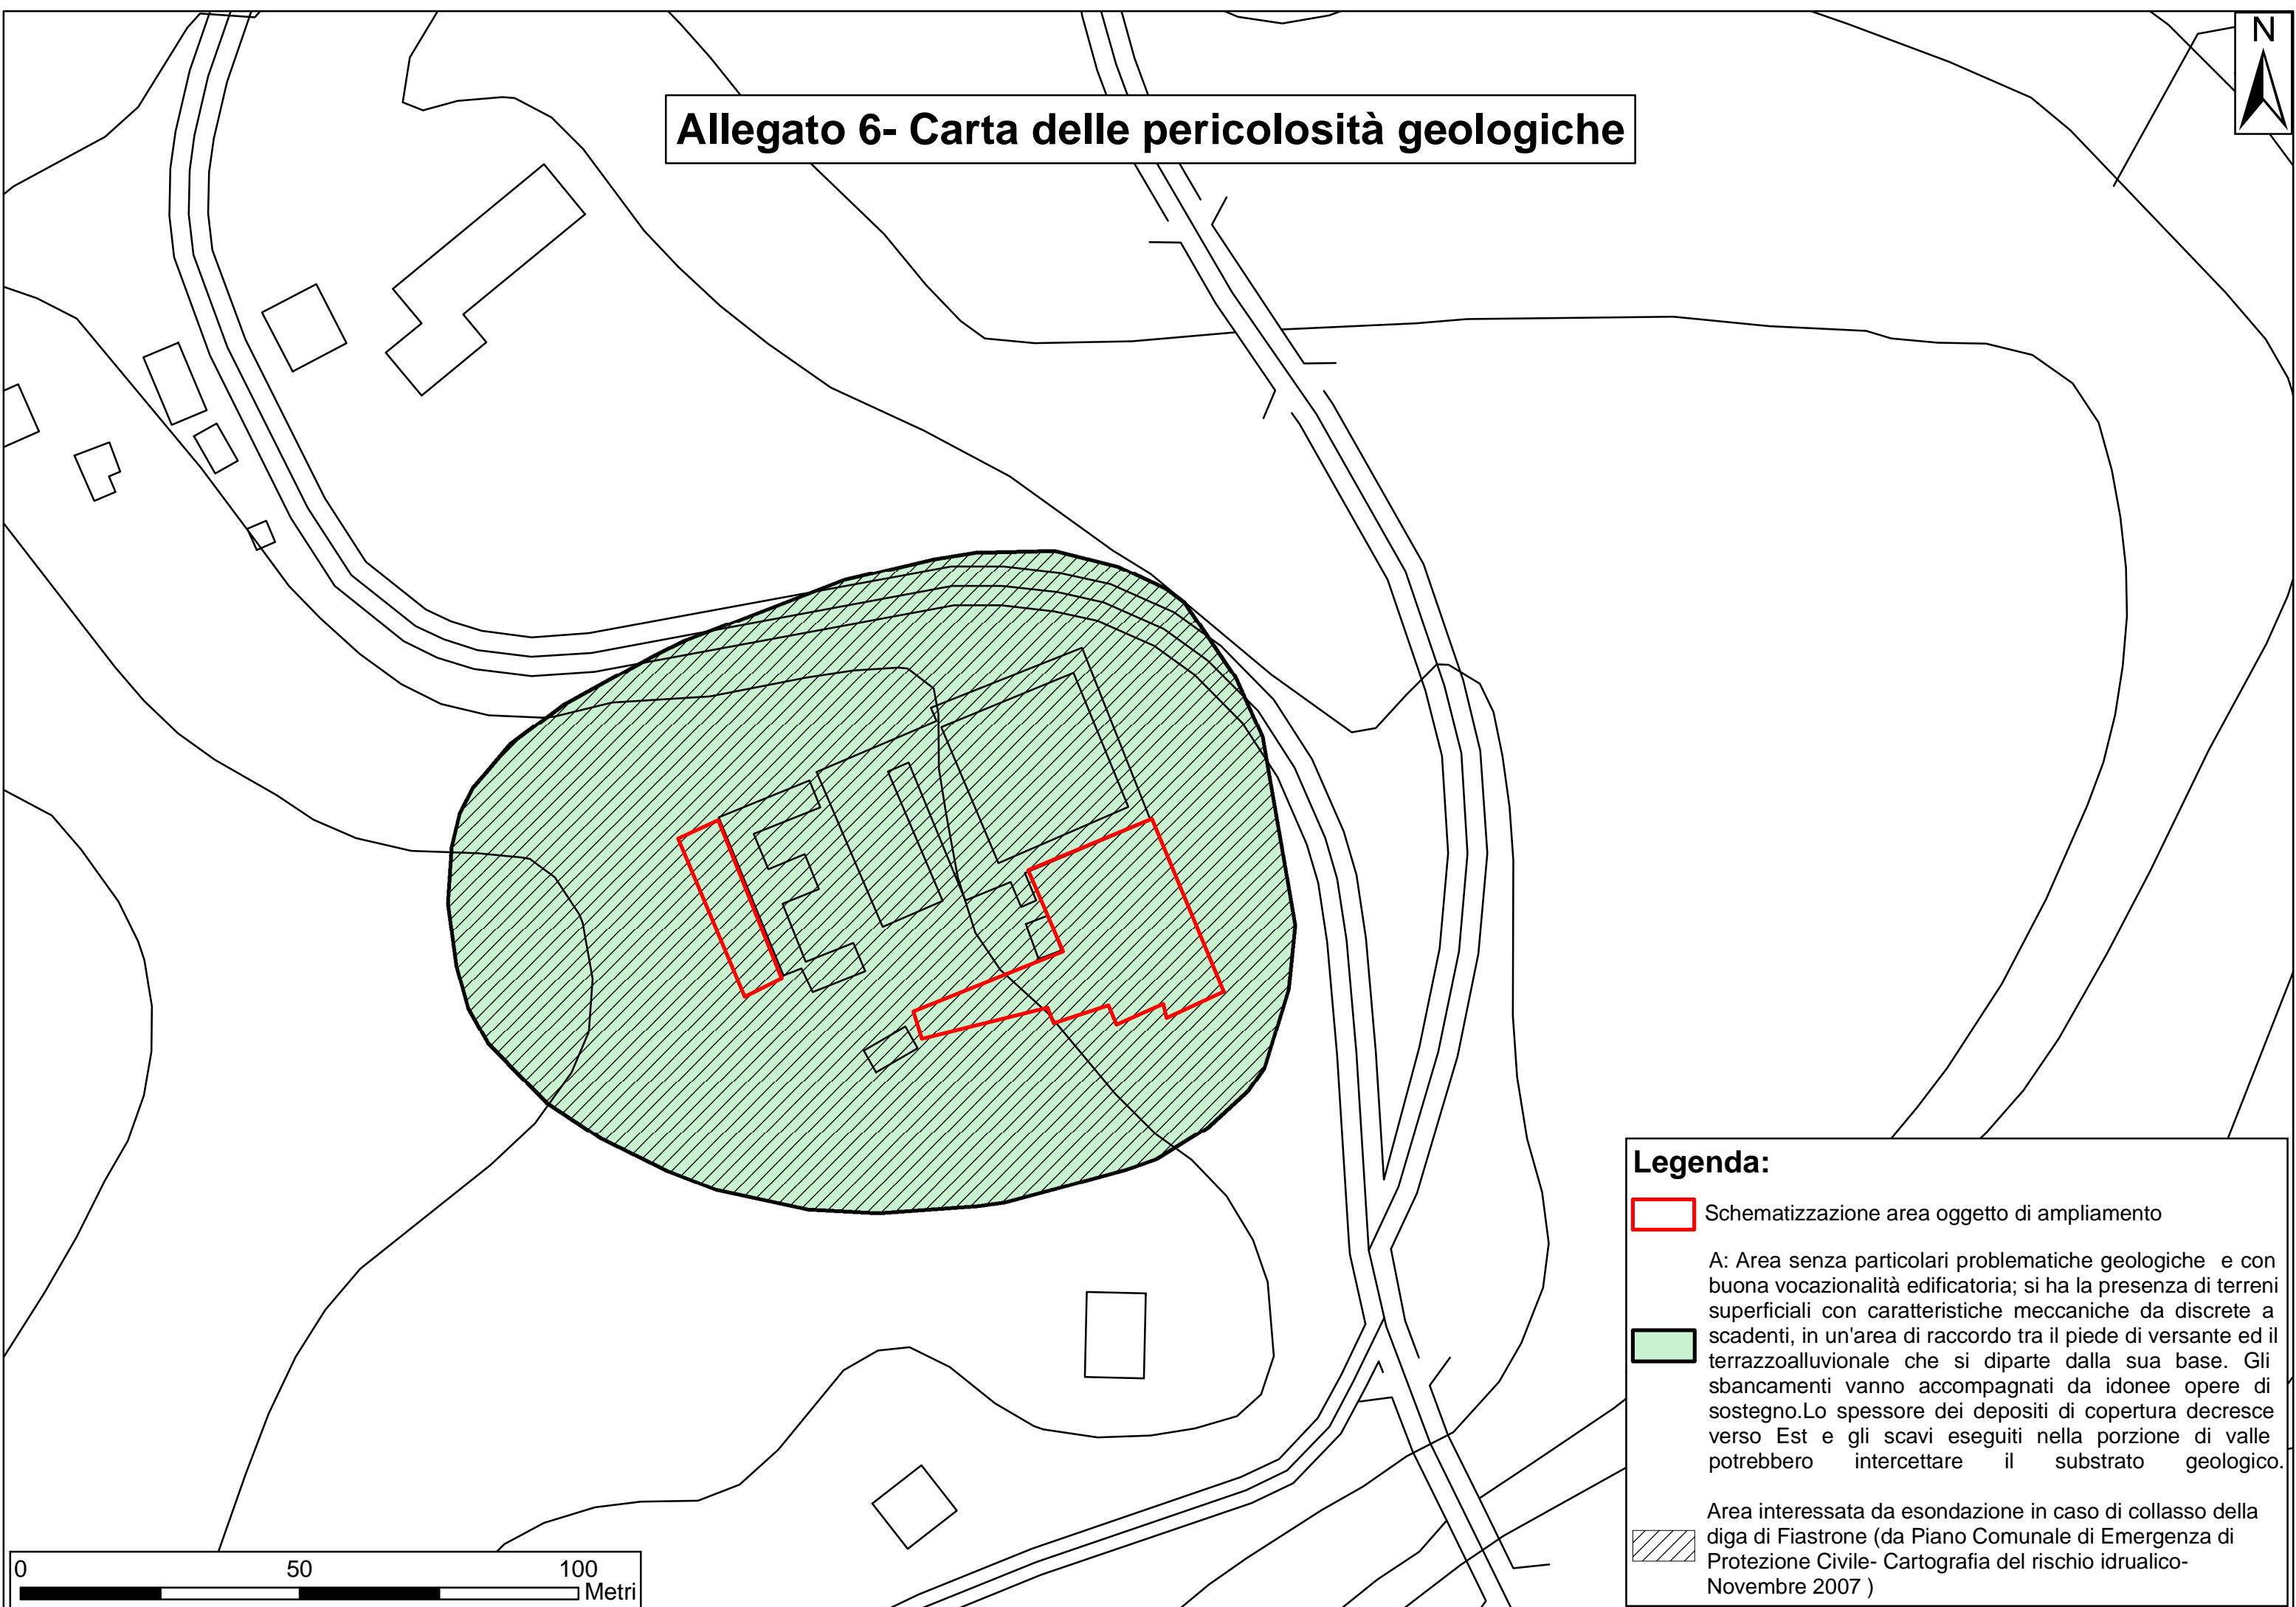 N
Allegato 6- Carta delle pericolosità geologiche
Legenda:
Schematizzazione area oggetto di ampliamento
A: Area senza particolari problematiche geologiche e con
buona vocazionalità edificatoria; si ha la presenza di terreni
superficiali con caratteristiche meccaniche da discrete a
scadenti, in un'area di raccordo tra il piede di versante ed il
terrazzoalluvionale che si diparte dalla sua base. Gli
sbancamenti vanno accompagnati da idonee opere di
sostegno.Lo spessore dei depositi di copertura decresce
verso Est e gli scavi eseguiti nella porzione di valle
potrebbero intercettare il substrato geologico.
Area interessata da esondazione in caso di collasso della
diga di Fiastrone (da Piano Comunale di Emergenza di
Protezione Civile- Cartografia del rischio idrualico-
Novembre 2007 )
0 50 100
Metri